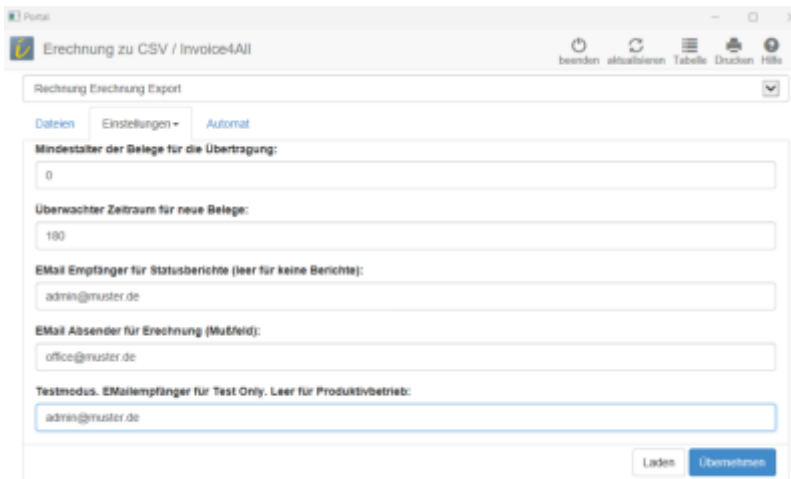 Portal
Erechnung zu CSV / Invoice4All
beenden aktualisieren Tabelle Drucken Hilfe
Rechnung Erechnung Export
Dateien Einstellungen Automat
Mindestalter der Belege für die Übertragung:
0
Überwachter Zeitraum für neue Belege:
180
EMail Empfänger für Statusberichte (leer für keine Berichte):
admin@muster.de
EMail Absender für Erechnung (Mußfeld):
office@muster.de
Testmodus. EMailempfänger für Test Only. Leer für Produktivbetrieb:
admin@muster.de
Laden Übernehmen